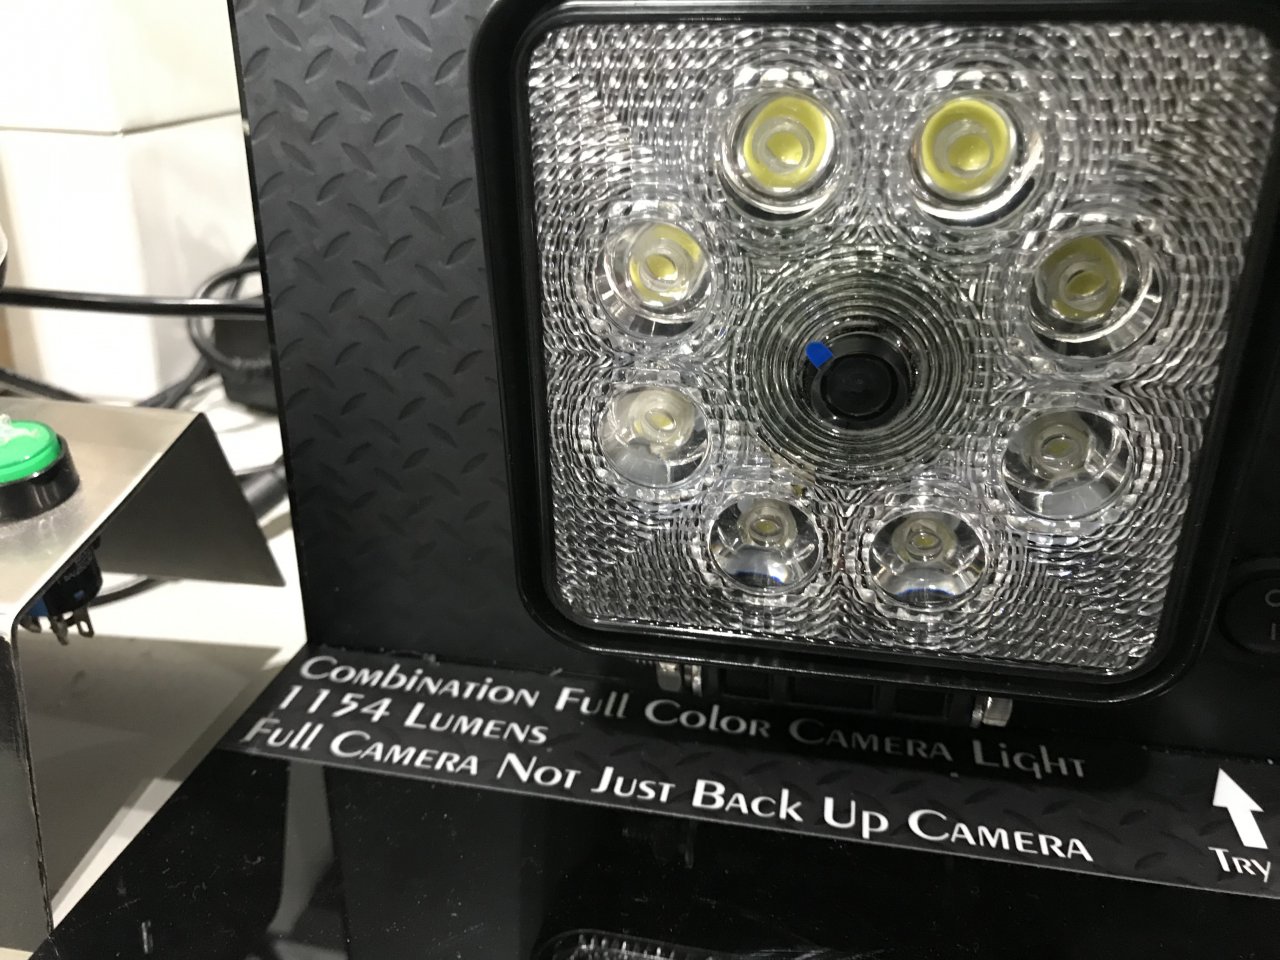 Combination Full Color Camera Light
1154 Lumens
Full Camera Not Just Back Up Camera
Try